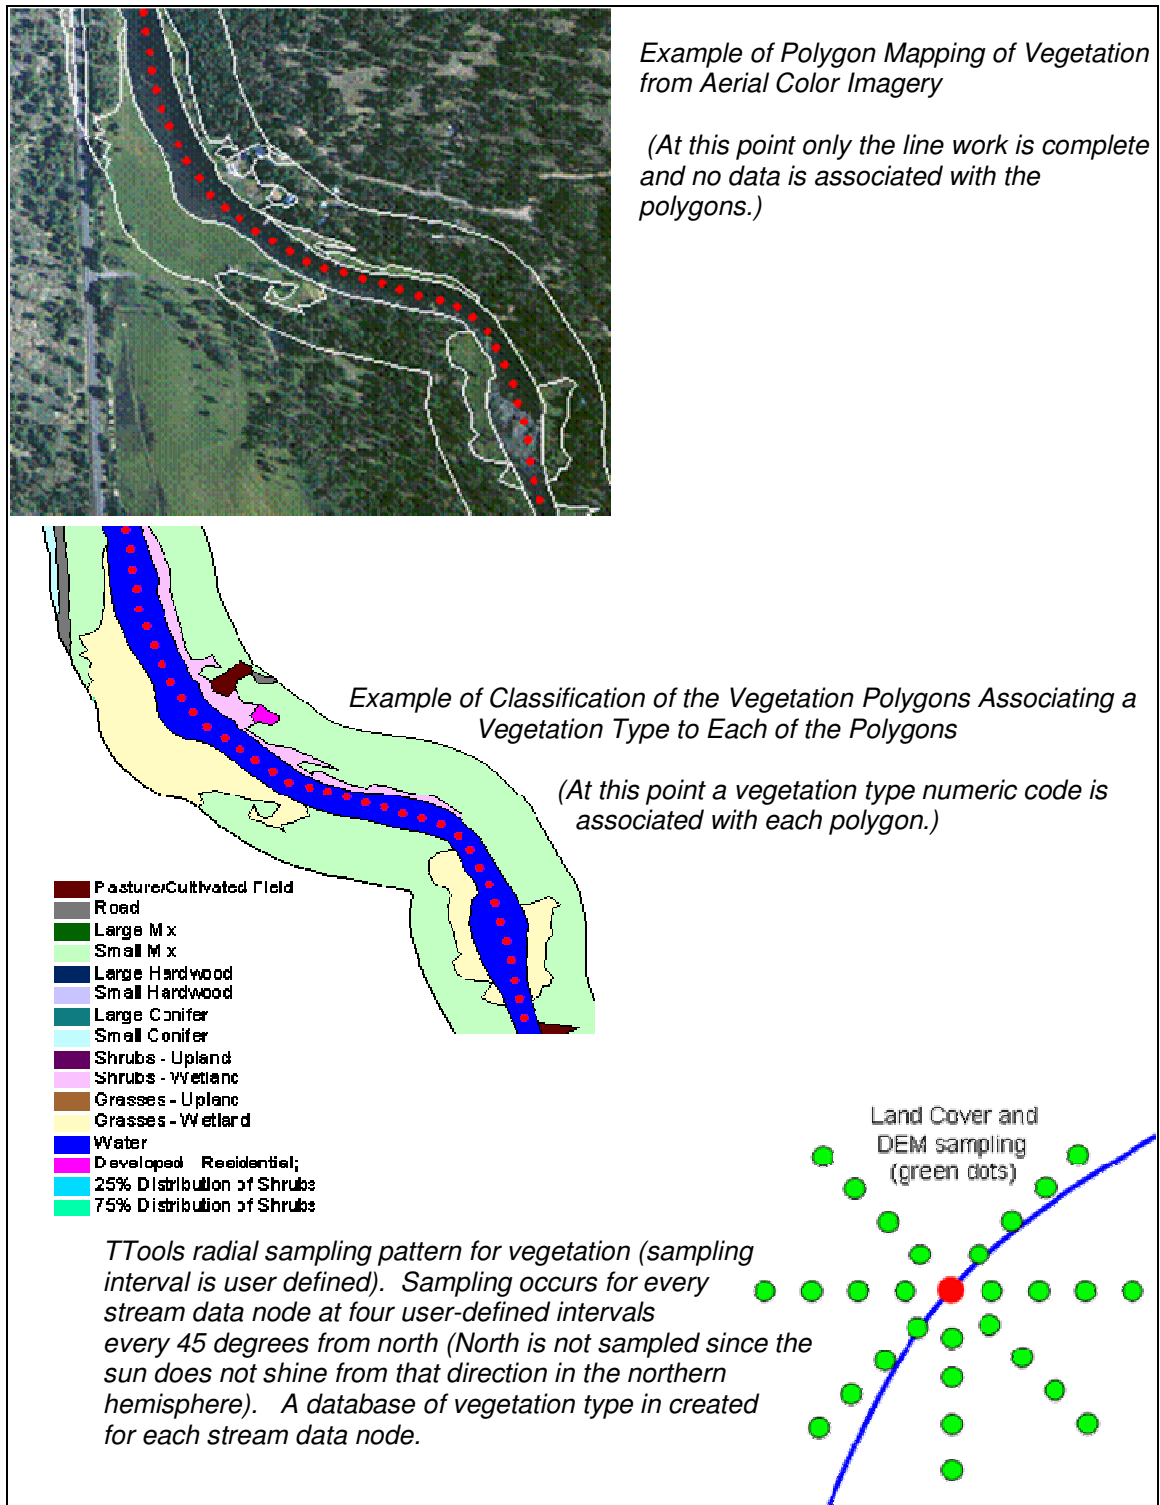 Example of Polygon Mapping of Vegetation
from Aerial Color Imagery
(At this point only the line work is complete
and no data is associated with the
polygons.)
Example of Classification of the Vegetation Polygons Associating a
Vegetation Type to Each of the Polygons
(At this point a vegetation type numeric code is
associated with each polygon.)
Pasture/Cultivated Field
Road
Large Mix
Small Mix
Large Hardwood
Small Hardwood
Large Conifer
Small Conifer
Shrubs - Upland
Shrubs - Wetland
Grasses - Upland
Grasses - Wetland
Water
Developed - Residential;
25% Distribution of Shrubs
75% Distribution of Shrubs
Land Cover and
DEM sampling
(green dots)
TTools radial sampling pattern for vegetation (sampling
interval is user defined).  Sampling occurs for every
stream data node at four user-defined intervals
every 45 degrees from north (North is not sampled since the
sun does not shine from that direction in the northern
hemisphere).   A database of vegetation type in created
for each stream data node.